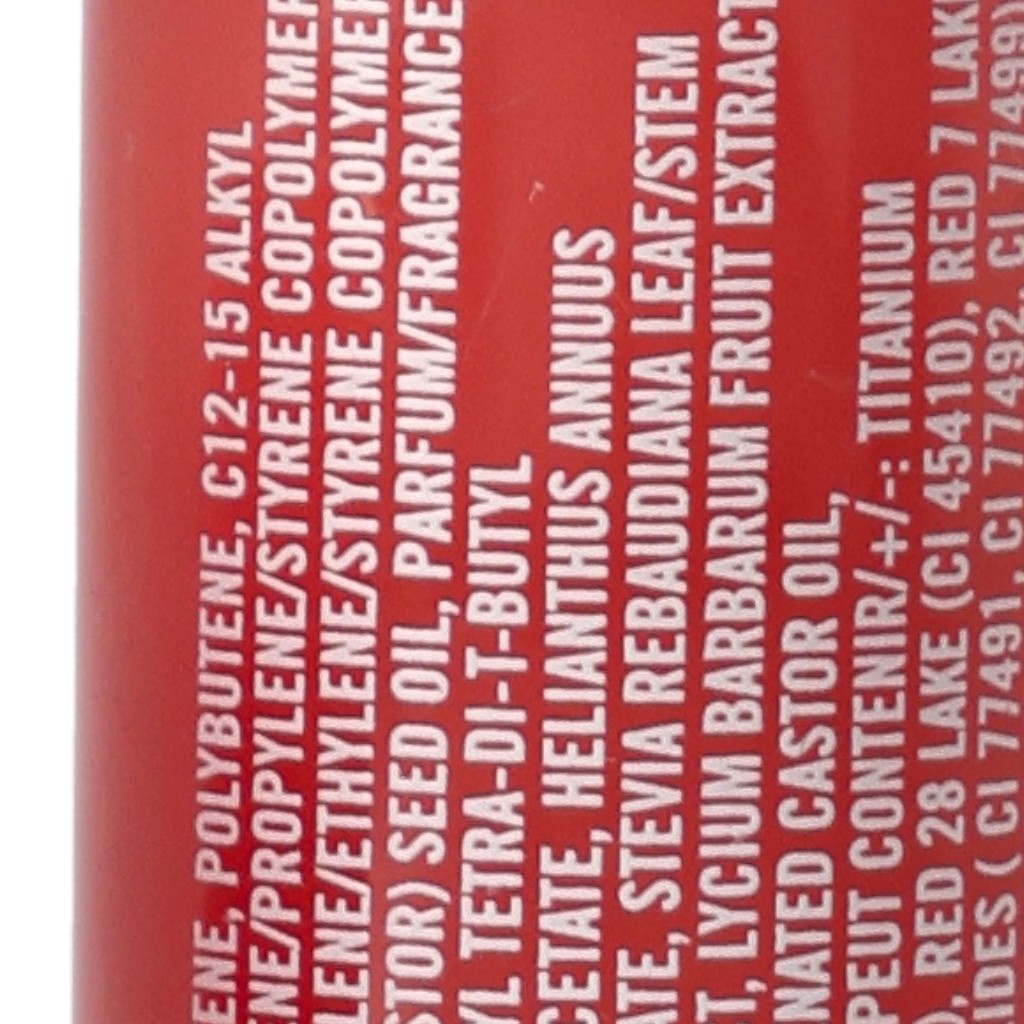 ENE, POLYBUTENE, C12-15 ALKYL
ENE/PROPYLENE/STYRENE COPOLYMER
LENE/ETHYLENE/STYRENE COPOLYMER
STOR) SEED OIL, PARFUM/FRAGRANCE
YL TETRA-DI-T-BUTYL
CETATE, HELIANTHUS ANNUUS
ATE, STEVIA REBAUDIANA LEAF/STEM
T, LYCIUM BARBARUM FRUIT EXTRACT
NATED CASTOR OIL,
PEUT CONTENIR/+/-: TITANIUM
), RED 28 LAKE (CI 45410), RED 7 LAKE
IDES ( CI 77491, CI 77492, CI 77499)